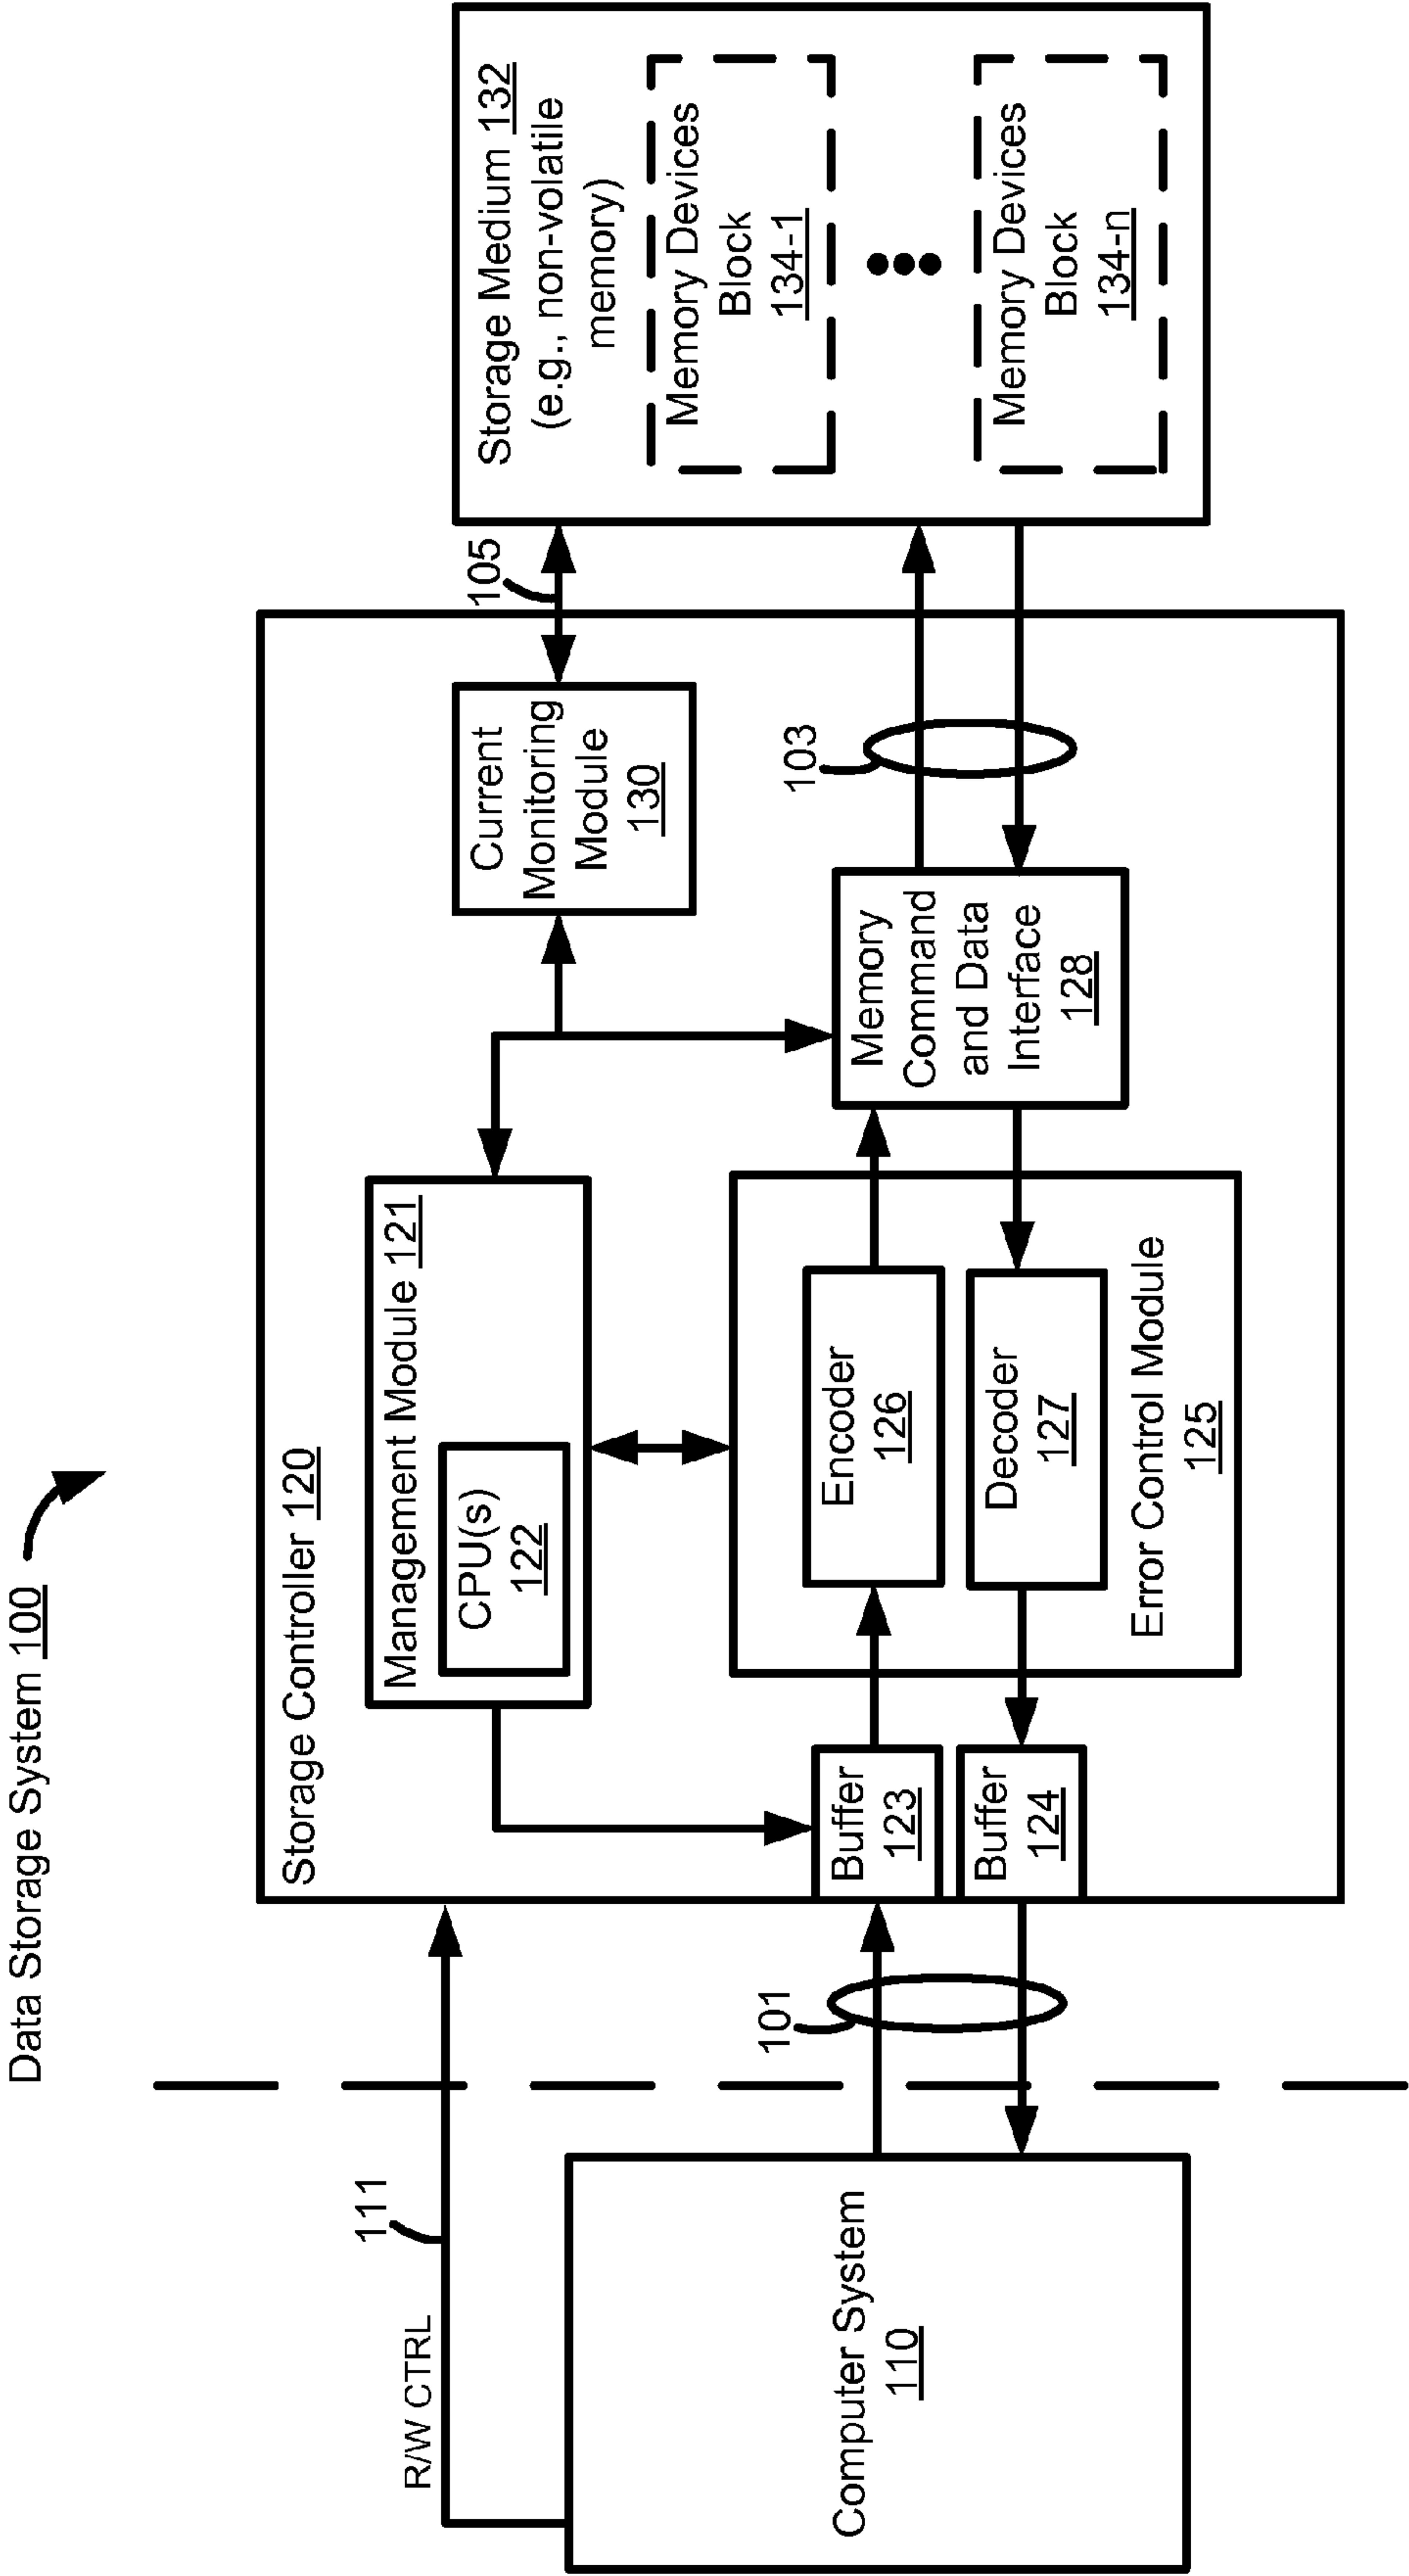 Data Storage System 100
R/W CTRL
111
Computer System
110
101
Storage Controller 120
Management Module 121
CPU(s)
122
Buffer
123
Buffer
124
Encoder
126
Decoder
127
Error Control Module
125
Current
Monitoring
Module
130
Memory
Command
and Data
Interface
128
105
103
Storage Medium 132
(e.g., non-volatile
memory)
Memory Devices
Block
134-1
Memory Devices
Block
134-n